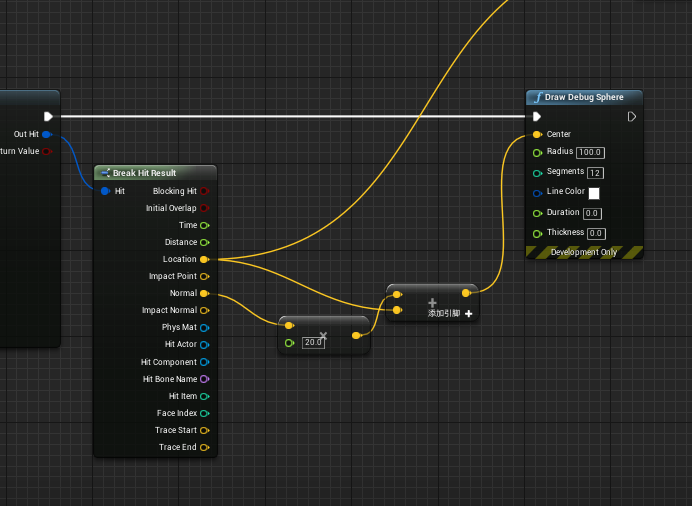 Draw Debug Sphere
Out Hit
Center
turn Value
Radius 100.0
Segments 12
Break Hit Result
Hit
Blocking Hit
Line Color
Initial Overlap
Duration 0.0
Time
Thickness 0.0
Distance
Development Only
Location
Impact Point
Normal
Impact Normal
添加引脚
Phys Mat
20.0
Hit Actor
Hit Component
Hit Bone Name
Hit Item
Face Index
Trace Start
Trace End